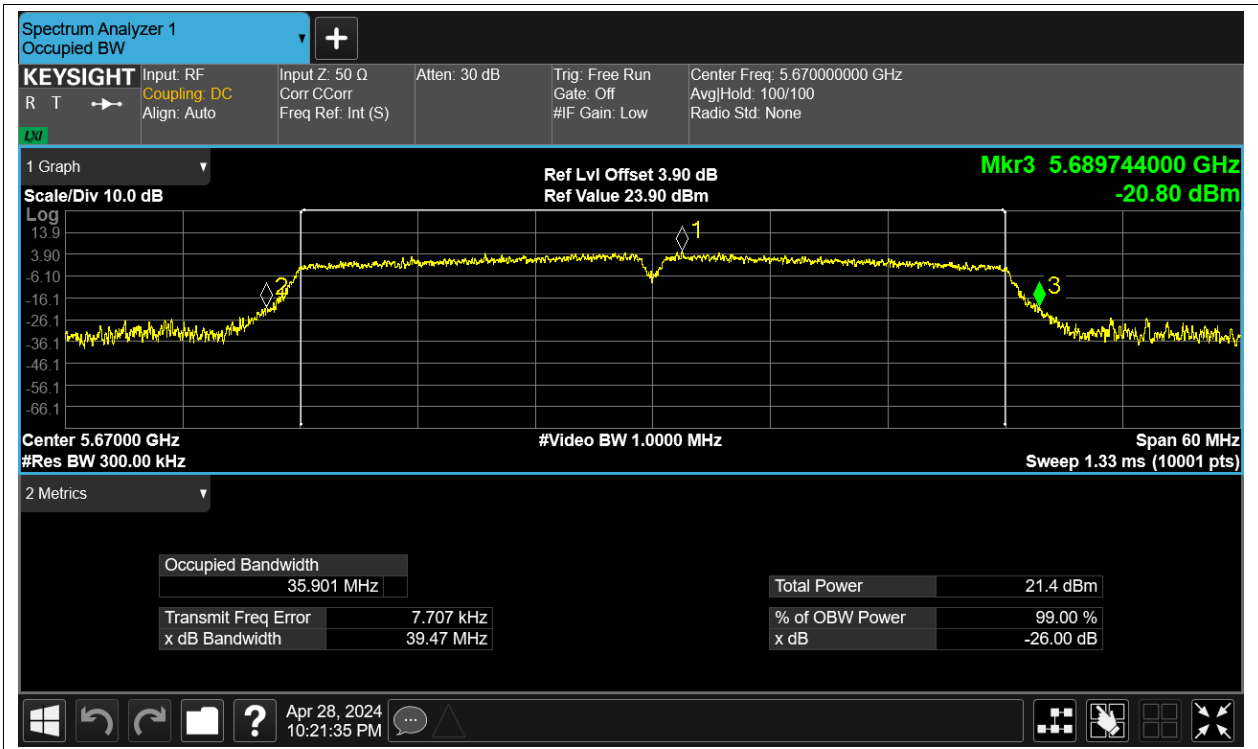 Spectrum Analyzer 1
Occupied BW
KEYSIGHT
R T
LXI
Input: RF
Coupling: DC
Align: Auto
Input Z: 50 Ω
Corr CCorr
Freq Ref: Int (S)
Atten: 30 dB
Trig: Free Run
Gate: Off
#IF Gain: Low
Center Freq: 5.670000000 GHz
Avg|Hold: 100/100
Radio Std: None
1 Graph
Scale/Div 10.0 dB
Ref Lvl Offset 3.90 dB
Ref Value 23.90 dBm
Mkr3 5.689744000 GHz
-20.80 dBm
Log
13.9
3.90
-6.10
-16.1
-26.1
-36.1
-46.1
-56.1
-66.1
1
2
3
Center 5.67000 GHz
#Video BW 1.0000 MHz
Span 60 MHz
#Res BW 300.00 kHz
Sweep 1.33 ms (10001 pts)
2 Metrics
Occupied Bandwidth
35.901 MHz
Transmit Freq Error 7.707 kHz
x dB Bandwidth 39.47 MHz
Total Power 21.4 dBm
% of OBW Power 99.00 %
x dB -26.00 dB
?
Apr 28, 2024
10:21:35 PM